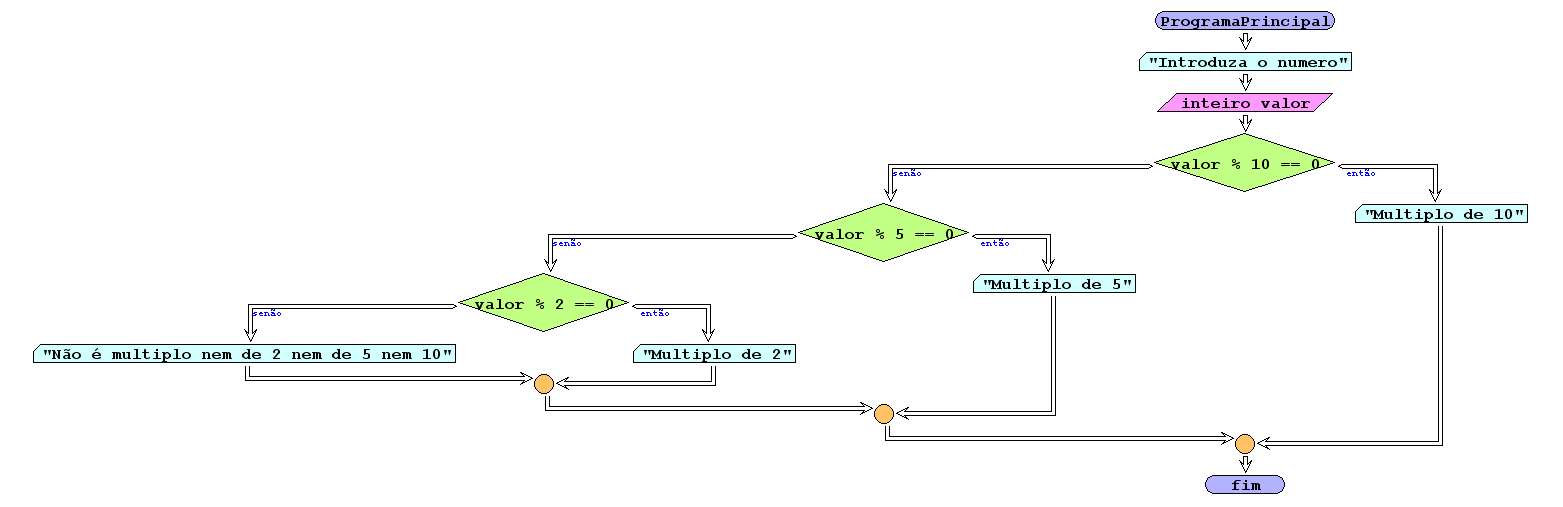 ProgramaPrincipal
"Introduza o numero"
inteiro valor
valor % 10 == 0
senão
então
"Multiplo de 10"
valor % 5 == 0
senão
então
"Multiplo de 5"
valor % 2 == 0
senão
então
"Não é multiplo nem de 2 nem de 5 nem 10"
"Multiplo de 2"
fim